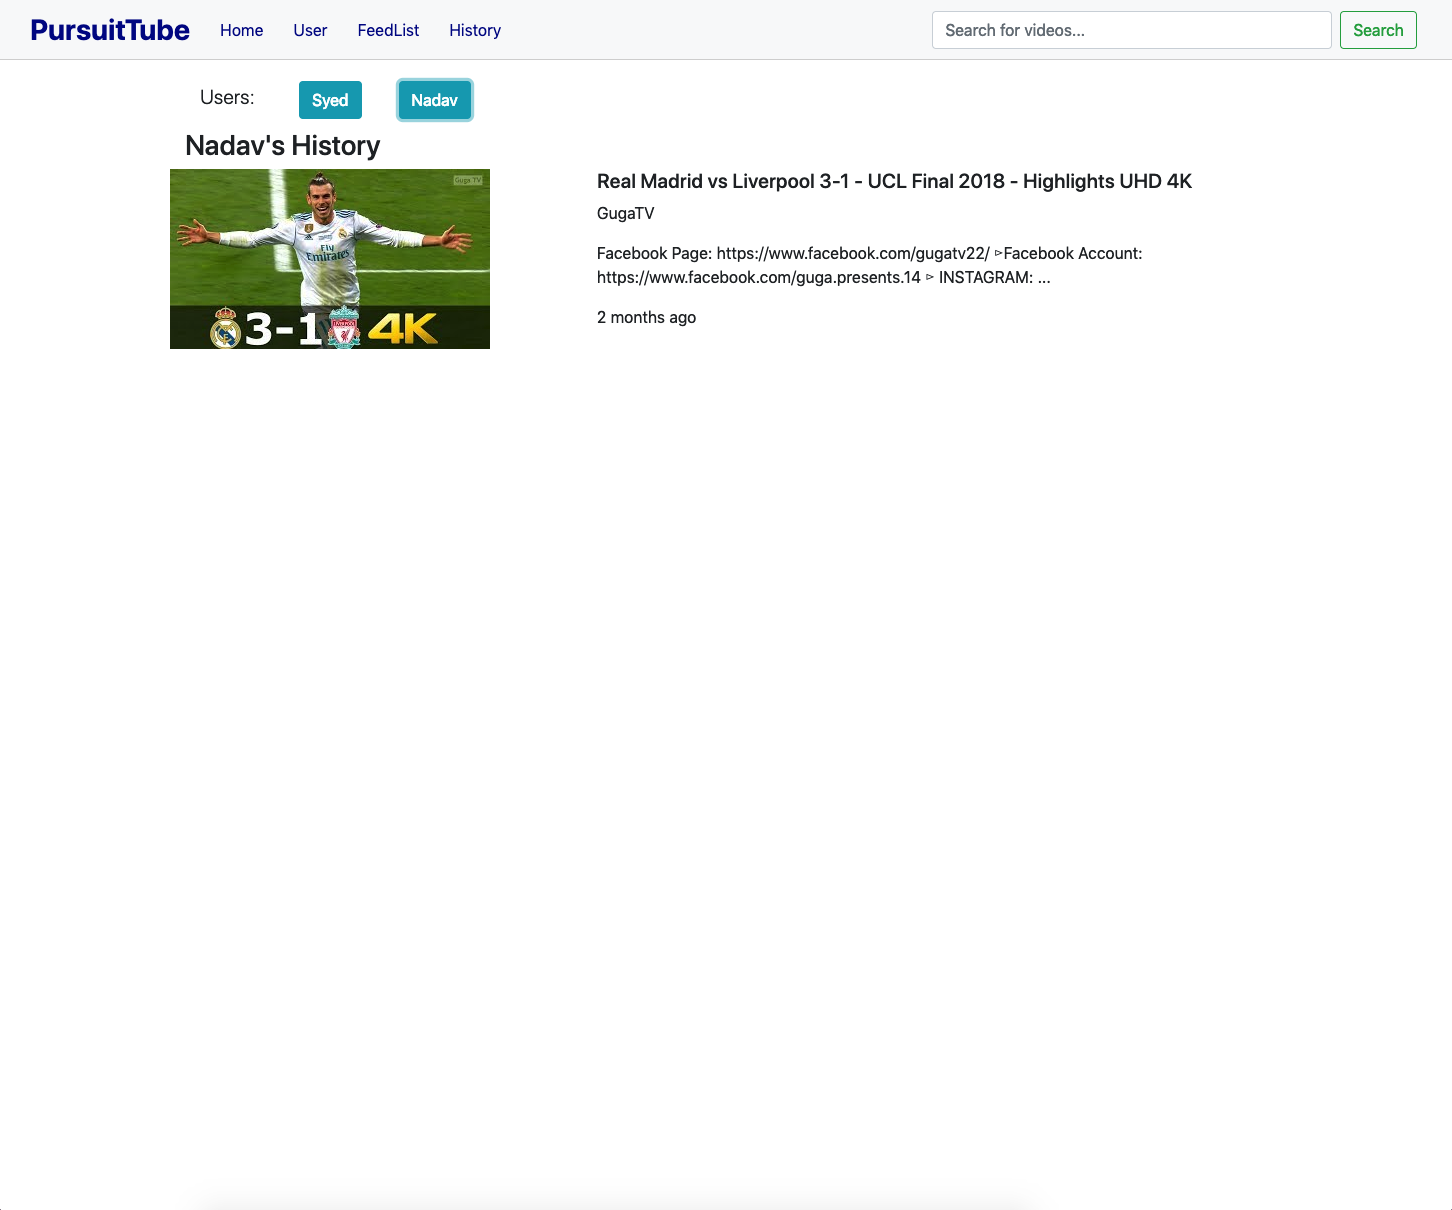 PursuitTube Home User FeedList History Search for videos... Search
Users: Syed Nadav
Nadav's History
Guga TV
Fly
Emirates
3-1 4K
Real Madrid vs Liverpool 3-1 - UCL Final 2018 - Highlights UHD 4K
GugaTV
Facebook Page: https://www.facebook.com/gugatv22/ ▻Facebook Account:
https://www.facebook.com/guga.presents.14 ▻ INSTAGRAM: ...
2 months ago